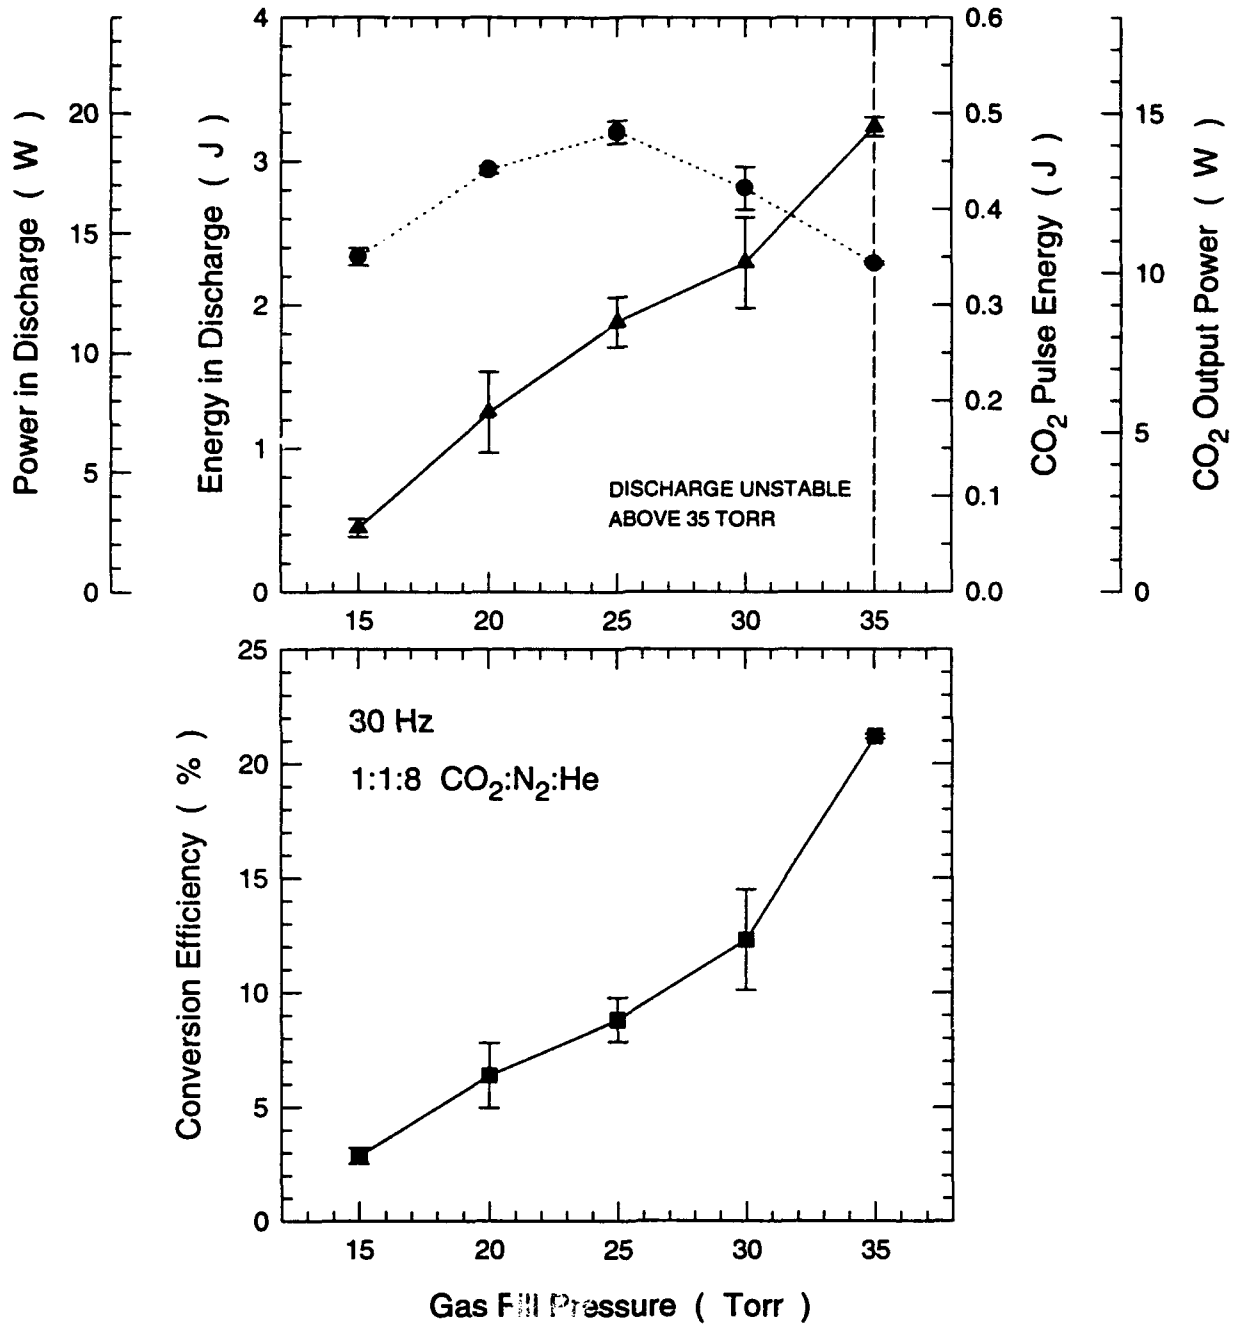 Power in Discharge ( W )
20
15
10
5
0
Energy in Discharge ( J )
4
3
2
1
0
DISCHARGE UNSTABLE
ABOVE 35 TORR
0.6
0.5
0.4
0.3
0.2
0.1
0.0
CO2 Pulse Energy ( J )
15
10
5
0
CO2 Output Power ( W )
15 20 25 30 35
Conversion Efficiency ( % )
25
20
15
10
5
0
30 Hz
1:1:8 CO2:N2:He
15 20 25 30 35
Gas Fill Pressure ( Torr )